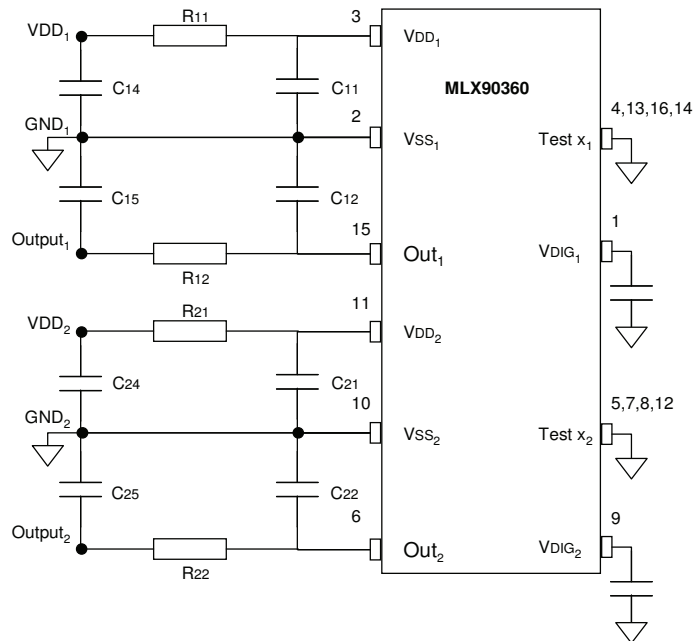 R11
3
VDD1
VDD1
C14
C11
MLX90360
4,13,16,14
GND1
2
VSS1
Test x1
C15
C12
1
Output1
15
Out1
VDIG1
R12
R21
11
VDD2
VDD2
C24
C21
5,7,8,12
GND2
10
VSS2
Test x2
C25
C22
9
Output2
6
Out2
VDIG2
R22